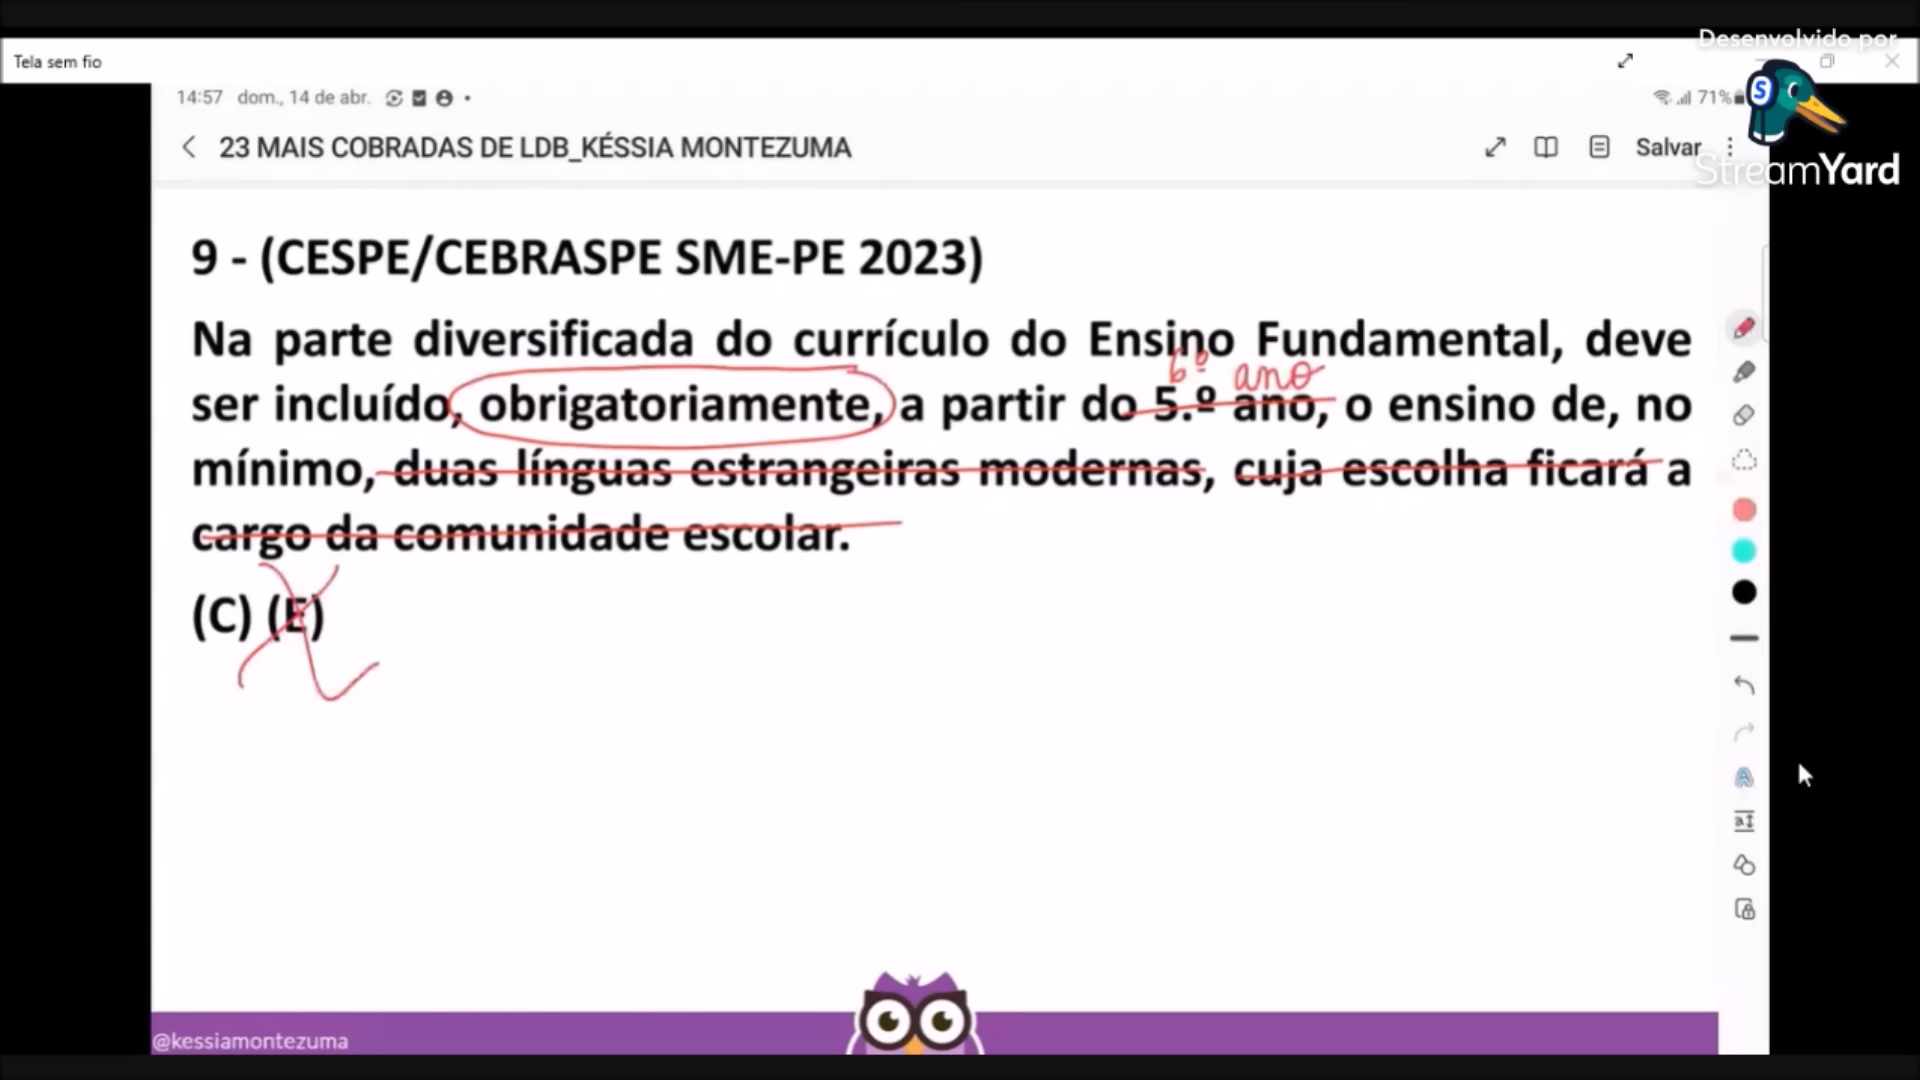 Desenvolvido por
StreamYard
Tela sem fio
14:57 dom., 14 de abr.
71%
23 MAIS COBRADAS DE LDB_KÉSSIA MONTEZUMA
Salvar
9 - (CESPE/CEBRASPE SME-PE 2023)
Na parte diversificada do currículo do Ensino Fundamental, deve
6º ano
ser incluído, obrigatoriamente, a partir do 5.º ano, o ensino de, no
mínimo, duas línguas estrangeiras modernas, cuja escolha ficará a
cargo da comunidade escolar.
(C) (E)
@kessiamontezuma